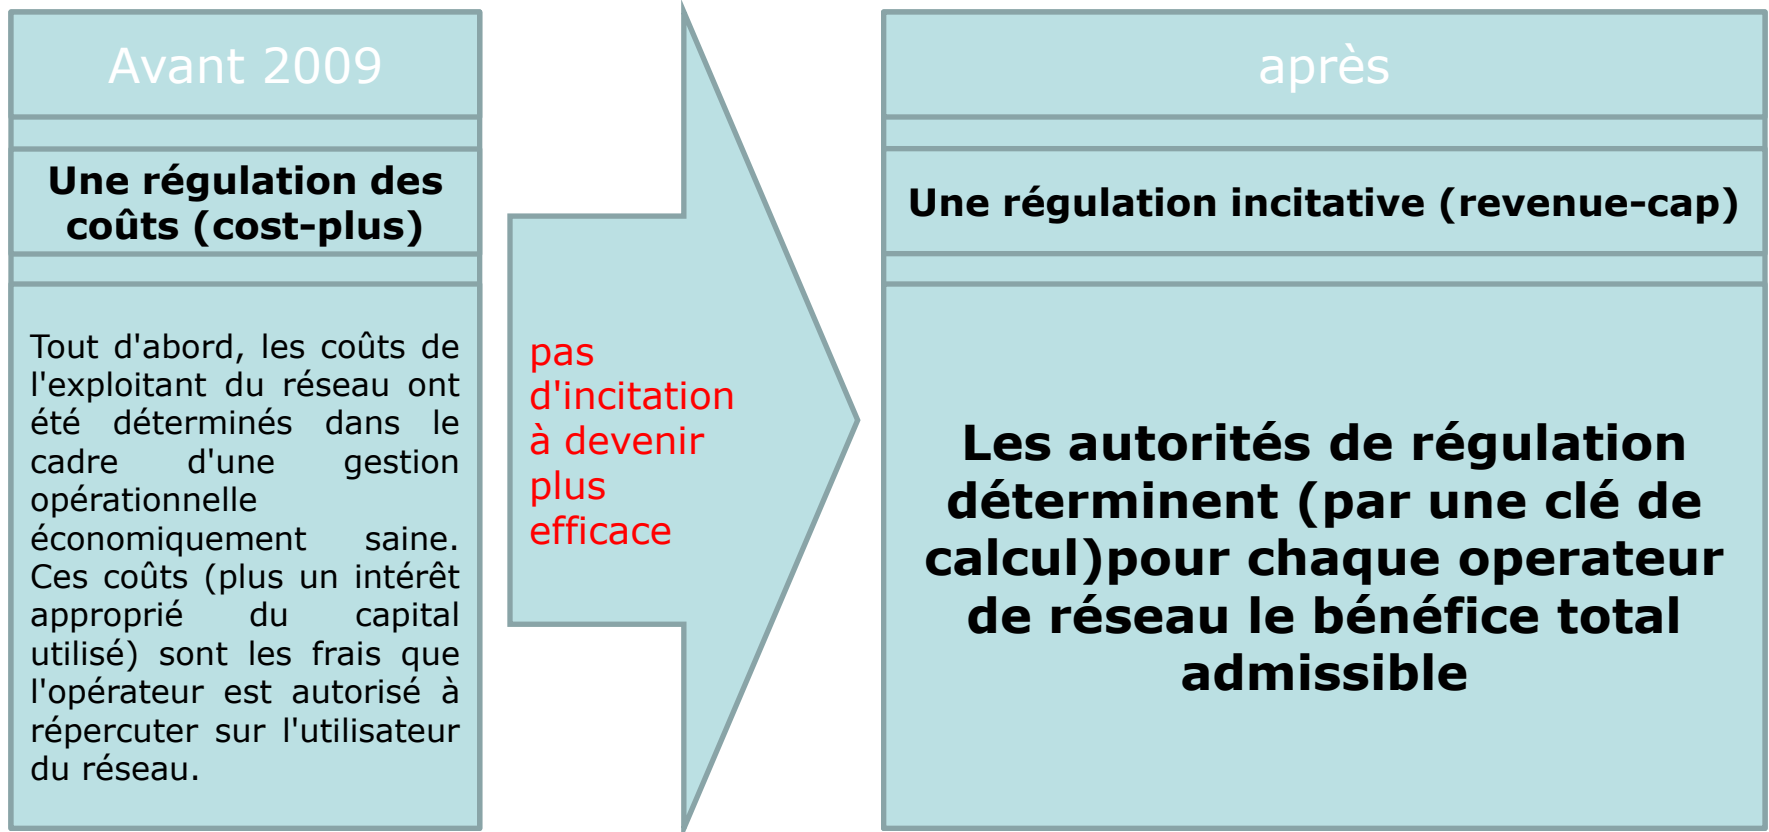 Avant 2009
Une régulation des
coûts (cost-plus)
Tout d'abord, les coûts de
l'exploitant du réseau ont
été déterminés dans le
cadre d'une gestion
opérationnelle
économiquement saine.
Ces coûts (plus un intérêt
approprié du capital
utilisé) sont les frais que
l'opérateur est autorisé à
répercuter sur l'utilisateur
du réseau.
pas
d'incitation
à devenir
plus
efficace
après
Une régulation incitative (revenue-cap)
Les autorités de régulation
déterminent (par une clé de
calcul)pour chaque operateur
de réseau le bénéfice total
admissible